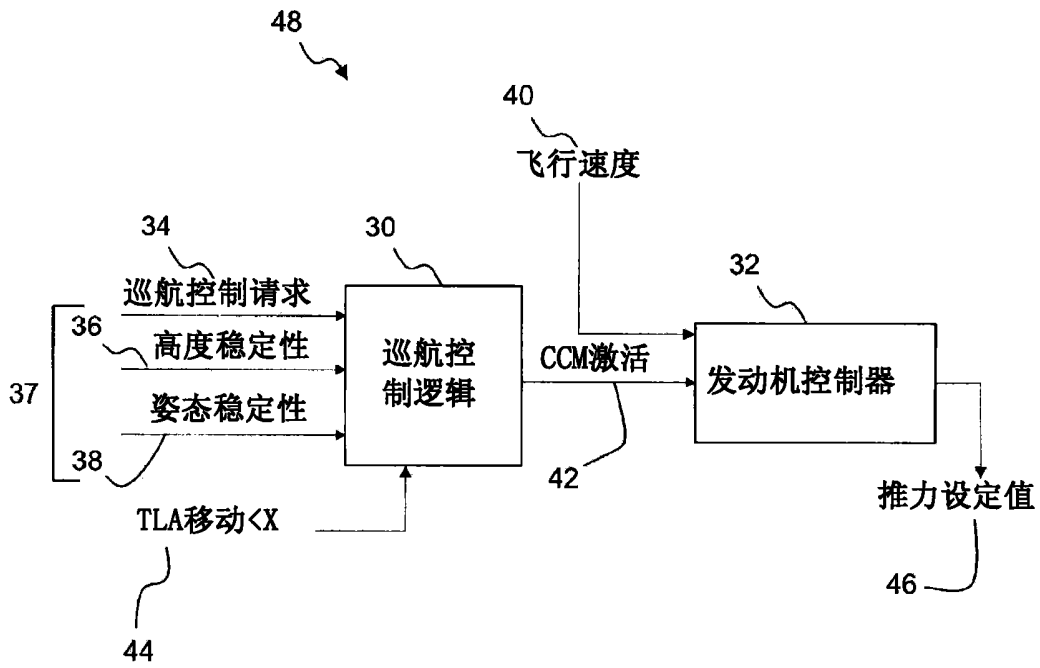 48
40
飞行速度
34
30
32
巡航控制请求
36
高度稳定性
37
姿态稳定性
38
巡航控
制逻辑
CCM激活
42
发动机控制器
推力设定值
46
TLA移动<X
44